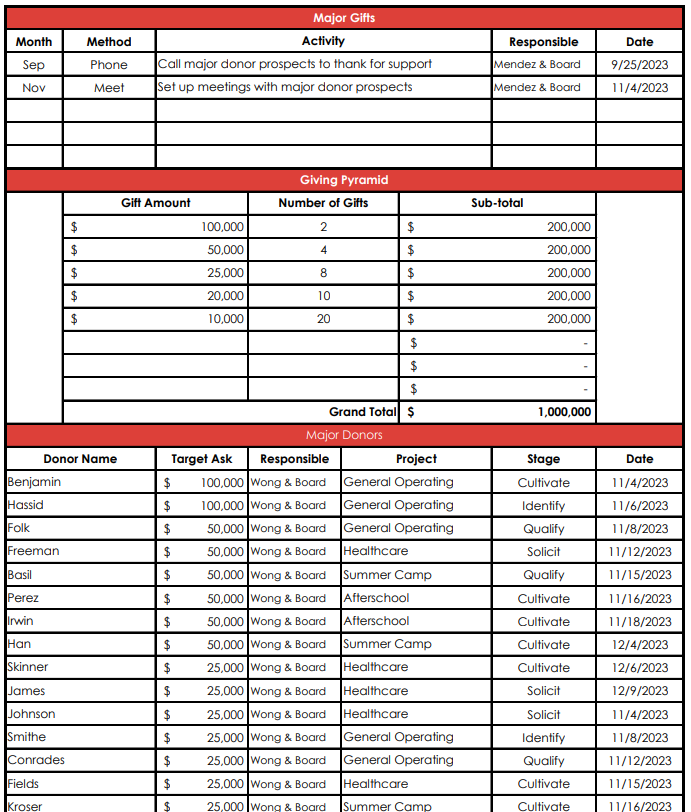 Major Gifts
Month Method Activity Responsible Date
Sep Phone Call major donor prospects to thank for support Mendez & Board 9/25/2023
Nov Meet Set up meetings with major donor prospects Mendez & Board 11/4/2023
Giving Pyramid
Gift Amount Number of Gifts Sub-total
$ 100,000 2 $ 200,000
$ 50,000 4 $ 200,000
$ 25,000 8 $ 200,000
$ 20,000 10 $ 200,000
$ 10,000 20 $ 200,000
$ -
$ -
$ -
Grand Total $ 1,000,000
Major Donors
Donor Name Target Ask Responsible Project Stage Date
Benjamin $ 100,000 Wong & Board General Operating Cultivate 11/4/2023
Hassid $ 100,000 Wong & Board General Operating Identify 11/6/2023
Folk $ 50,000 Wong & Board General Operating Qualify 11/8/2023
Freeman $ 50,000 Wong & Board Healthcare Solicit 11/12/2023
Basil $ 50,000 Wong & Board Summer Camp Qualify 11/15/2023
Perez $ 50,000 Wong & Board Afterschool Cultivate 11/16/2023
Irwin $ 50,000 Wong & Board Afterschool Cultivate 11/18/2023
Han $ 50,000 Wong & Board Summer Camp Cultivate 12/4/2023
Skinner $ 25,000 Wong & Board Healthcare Cultivate 12/6/2023
James $ 25,000 Wong & Board Healthcare Solicit 12/9/2023
Johnson $ 25,000 Wong & Board Healthcare Solicit 11/4/2023
Smithe $ 25,000 Wong & Board General Operating Identify 11/8/2023
Conrades $ 25,000 Wong & Board General Operating Qualify 11/12/2023
Fields $ 25,000 Wong & Board Healthcare Cultivate 11/15/2023
Kroser $ 25,000 Wong & Board Summer Camp Cultivate 11/16/2023